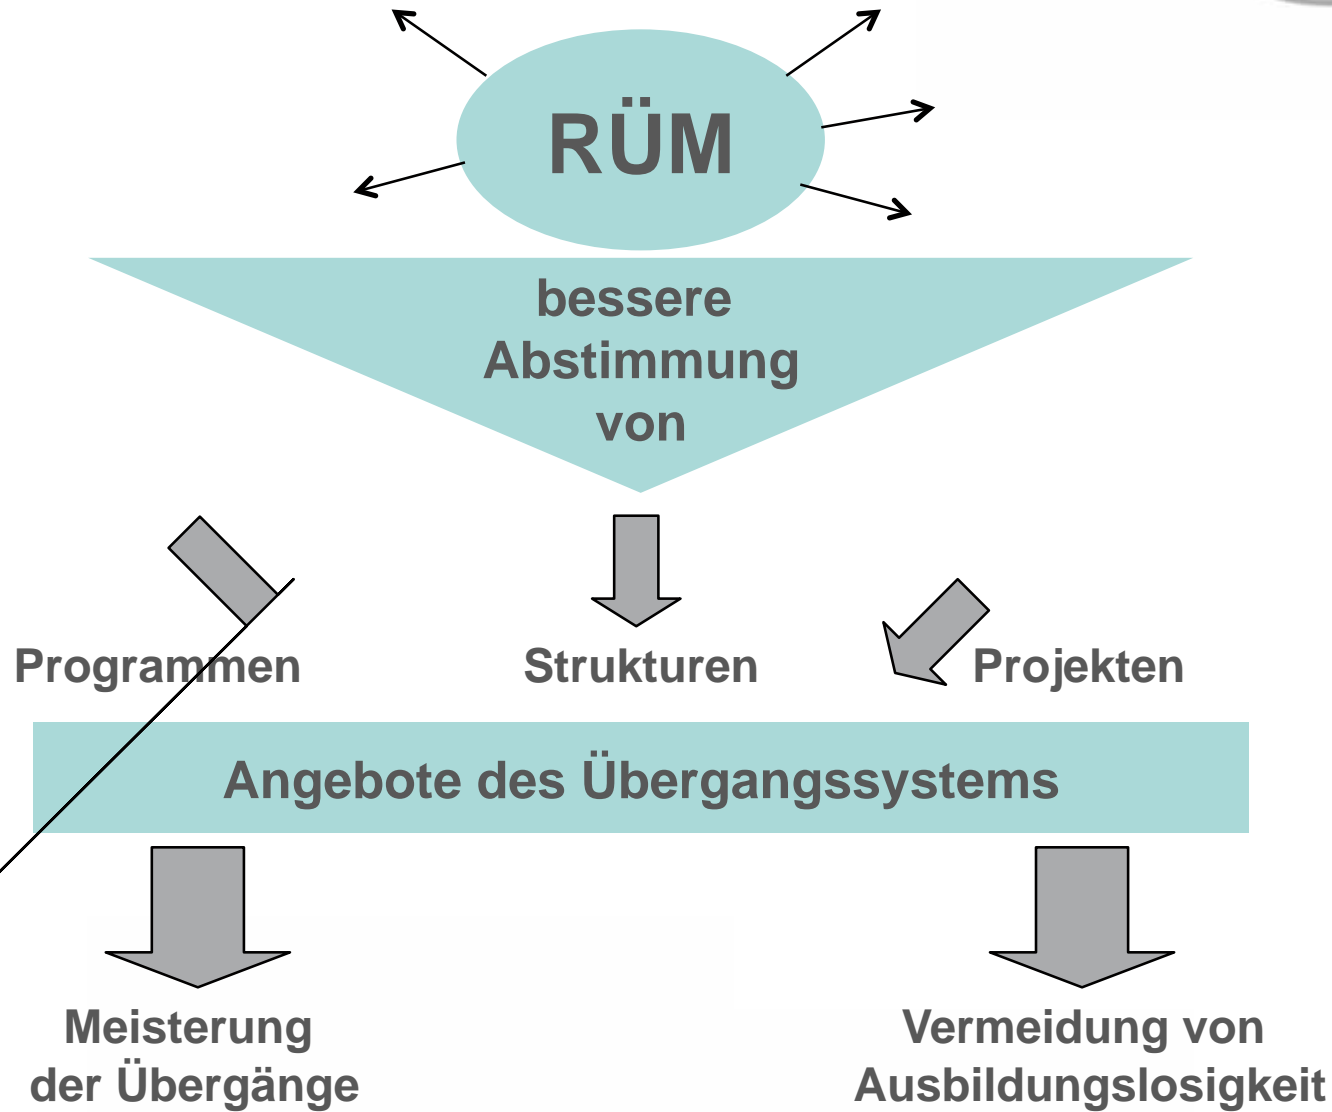 RÜM
bessere
Abstimmung
von
Programmen
Strukturen
Projekten
Angebote des Übergangssystems
Meisterung
der Übergänge
Vermeidung von
Ausbildungslosigkeit